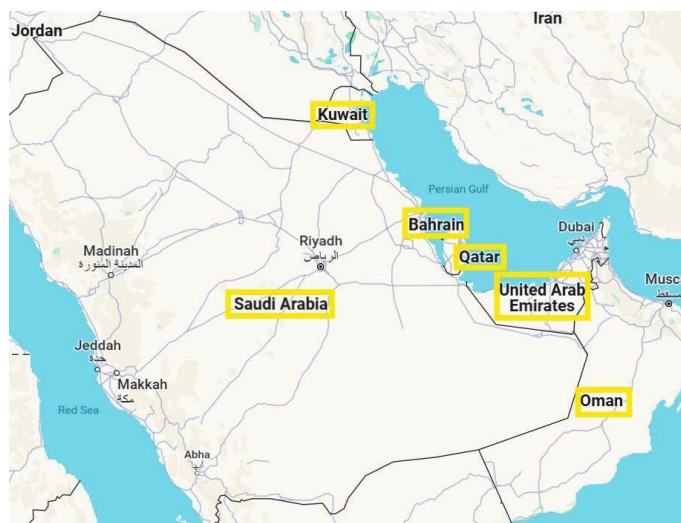 Jordan
Iran
Kuwait
Persian Gulf
Bahrain
Dubai
دبي
Riyadh
الرياض
Qatar
Madinah
المدينة المنورة
United Arab
Emirates
Musc
مسقط
Saudi Arabia
Jeddah
جدة
Makkah
مكة
Oman
Red Sea
Abha
أبها